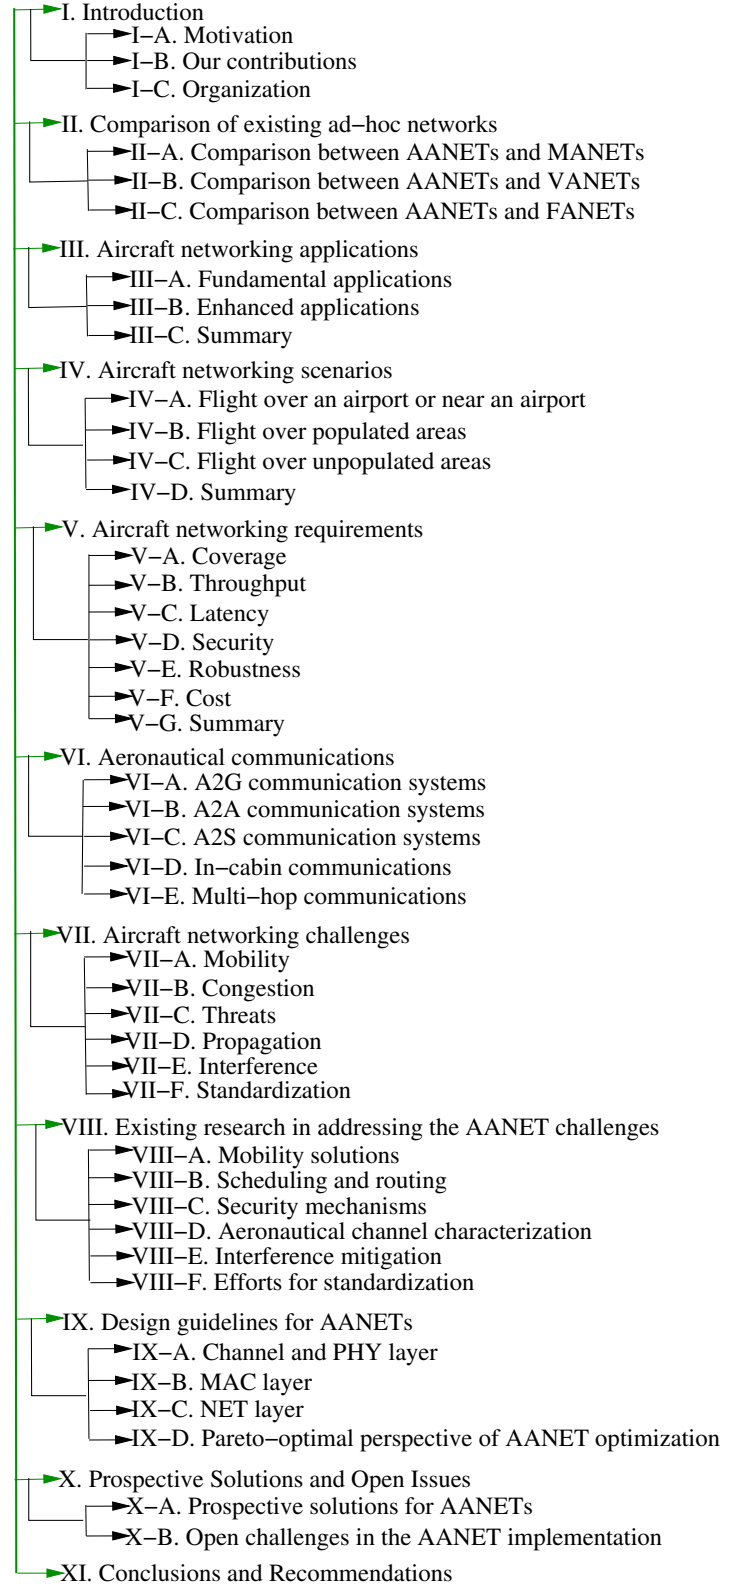 I. Introduction
I−A. Motivation
I−B. Our contributions
I−C. Organization
II. Comparison of existing ad−hoc networks
II−A. Comparison between AANETs and MANETs
II−B. Comparison between AANETs and VANETs
II−C. Comparison between AANETs and FANETs
III. Aircraft networking applications
III−A. Fundamental applications
III−B. Enhanced applications
III−C. Summary
IV. Aircraft networking scenarios
IV−A. Flight over an airport or near an airport
IV−B. Flight over populated areas
IV−C. Flight over unpopulated areas
IV−D. Summary
V. Aircraft networking requirements
V−A. Coverage
V−B. Throughput
V−C. Latency
V−D. Security
V−E. Robustness
V−F. Cost
V−G. Summary
VI. Aeronautical communications
VI−A. A2G communication systems
VI−B. A2A communication systems
VI−C. A2S communication systems
VI−D. In−cabin communications
VI−E. Multi−hop communications
VII. Aircraft networking challenges
VII−A. Mobility
VII−B. Congestion
VII−C. Threats
VII−D. Propagation
VII−E. Interference
VII−F. Standardization
VIII. Existing research in addressing the AANET challenges
VIII−A. Mobility solutions
VIII−B. Scheduling and routing
VIII−C. Security mechanisms
VIII−D. Aeronautical channel characterization
VIII−E. Interference mitigation
VIII−F. Efforts for standardization
IX. Design guidelines for AANETs
IX−A. Channel and PHY layer
IX−B. MAC layer
IX−C. NET layer
IX−D. Pareto−optimal perspective of AANET optimization
X. Prospective Solutions and Open Issues
X−A. Prospective solutions for AANETs
X−B. Open challenges in the AANET implementation
XI. Conclusions and Recommendations